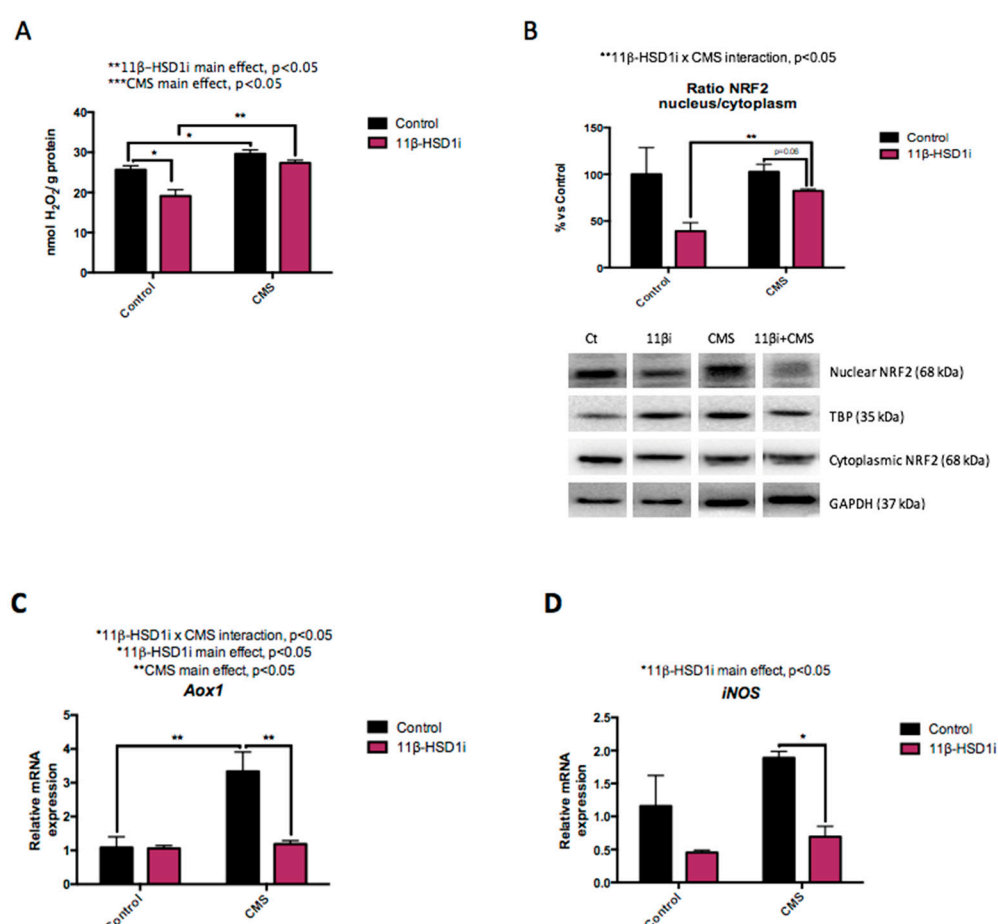 A
**11β-HSD1i main effect, p<0.05
***CMS main effect, p<0.05
40
30
20
10
0
nmol H₂O₂/ g protein
*
*
**
Control
11β-HSD1i
Control
CMS
B
**11β-HSD1i x CMS interaction, p<0.05
Ratio NRF2
nucleus/cytoplasm
150
100
50
0
% vs Control
**
p=0.06
Control
11β-HSD1i
Control
CMS
Ct 11βi CMS 11βi+CMS
Nuclear NRF2 (68 kDa)
TBP (35 kDa)
Cytoplasmic NRF2 (68 kDa)
GAPDH (37 kDa)
C
*11β-HSD1i x CMS interaction, p<0.05
*11β-HSD1i main effect, p<0.05
**CMS main effect, p<0.05
Aox1
5
4
3
2
1
0
Relative mRNA
expression
**
**
Control
11β-HSD1i
Control
CMS
D
*11β-HSD1i main effect, p<0.05
iNOS
2.5
2.0
1.5
1.0
0.5
0.0
Relative mRNA
expression
*
Control
11β-HSD1i
Control
CMS